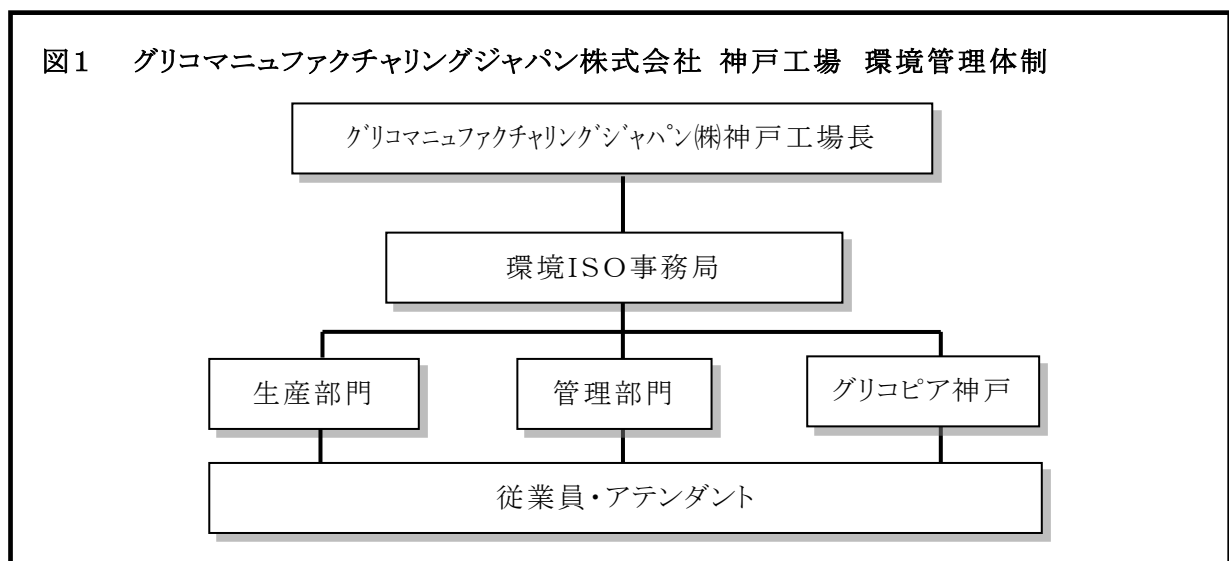 図1 グリコマニュファクチャリングジャパン株式会社 神戸工場 環境管理体制
グリコマニュファクチャリングジャパン㈱神戸工場長
環境ISO事務局
生産部門 管理部門 グリコピア神戸
従業員・アテンダント